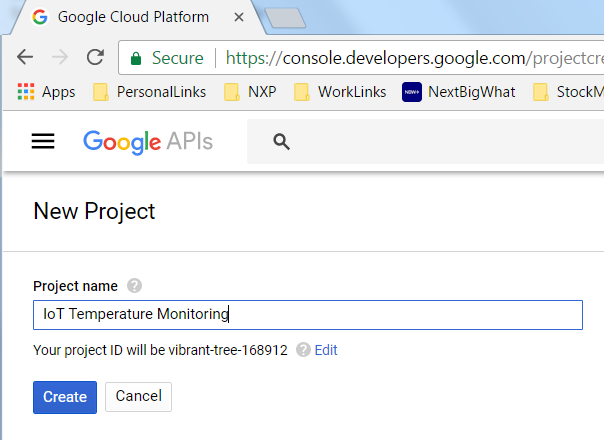 Google Cloud Platform
Secure https://console.developers.google.com/projectcre
Apps PersonalLinks NXP WorkLinks NBW+ NextBigWhat StockM
Google APIs
New Project
Project name ?
IoT Temperature Monitoring
Your project ID will be vibrant-tree-168912 ? Edit
Create Cancel